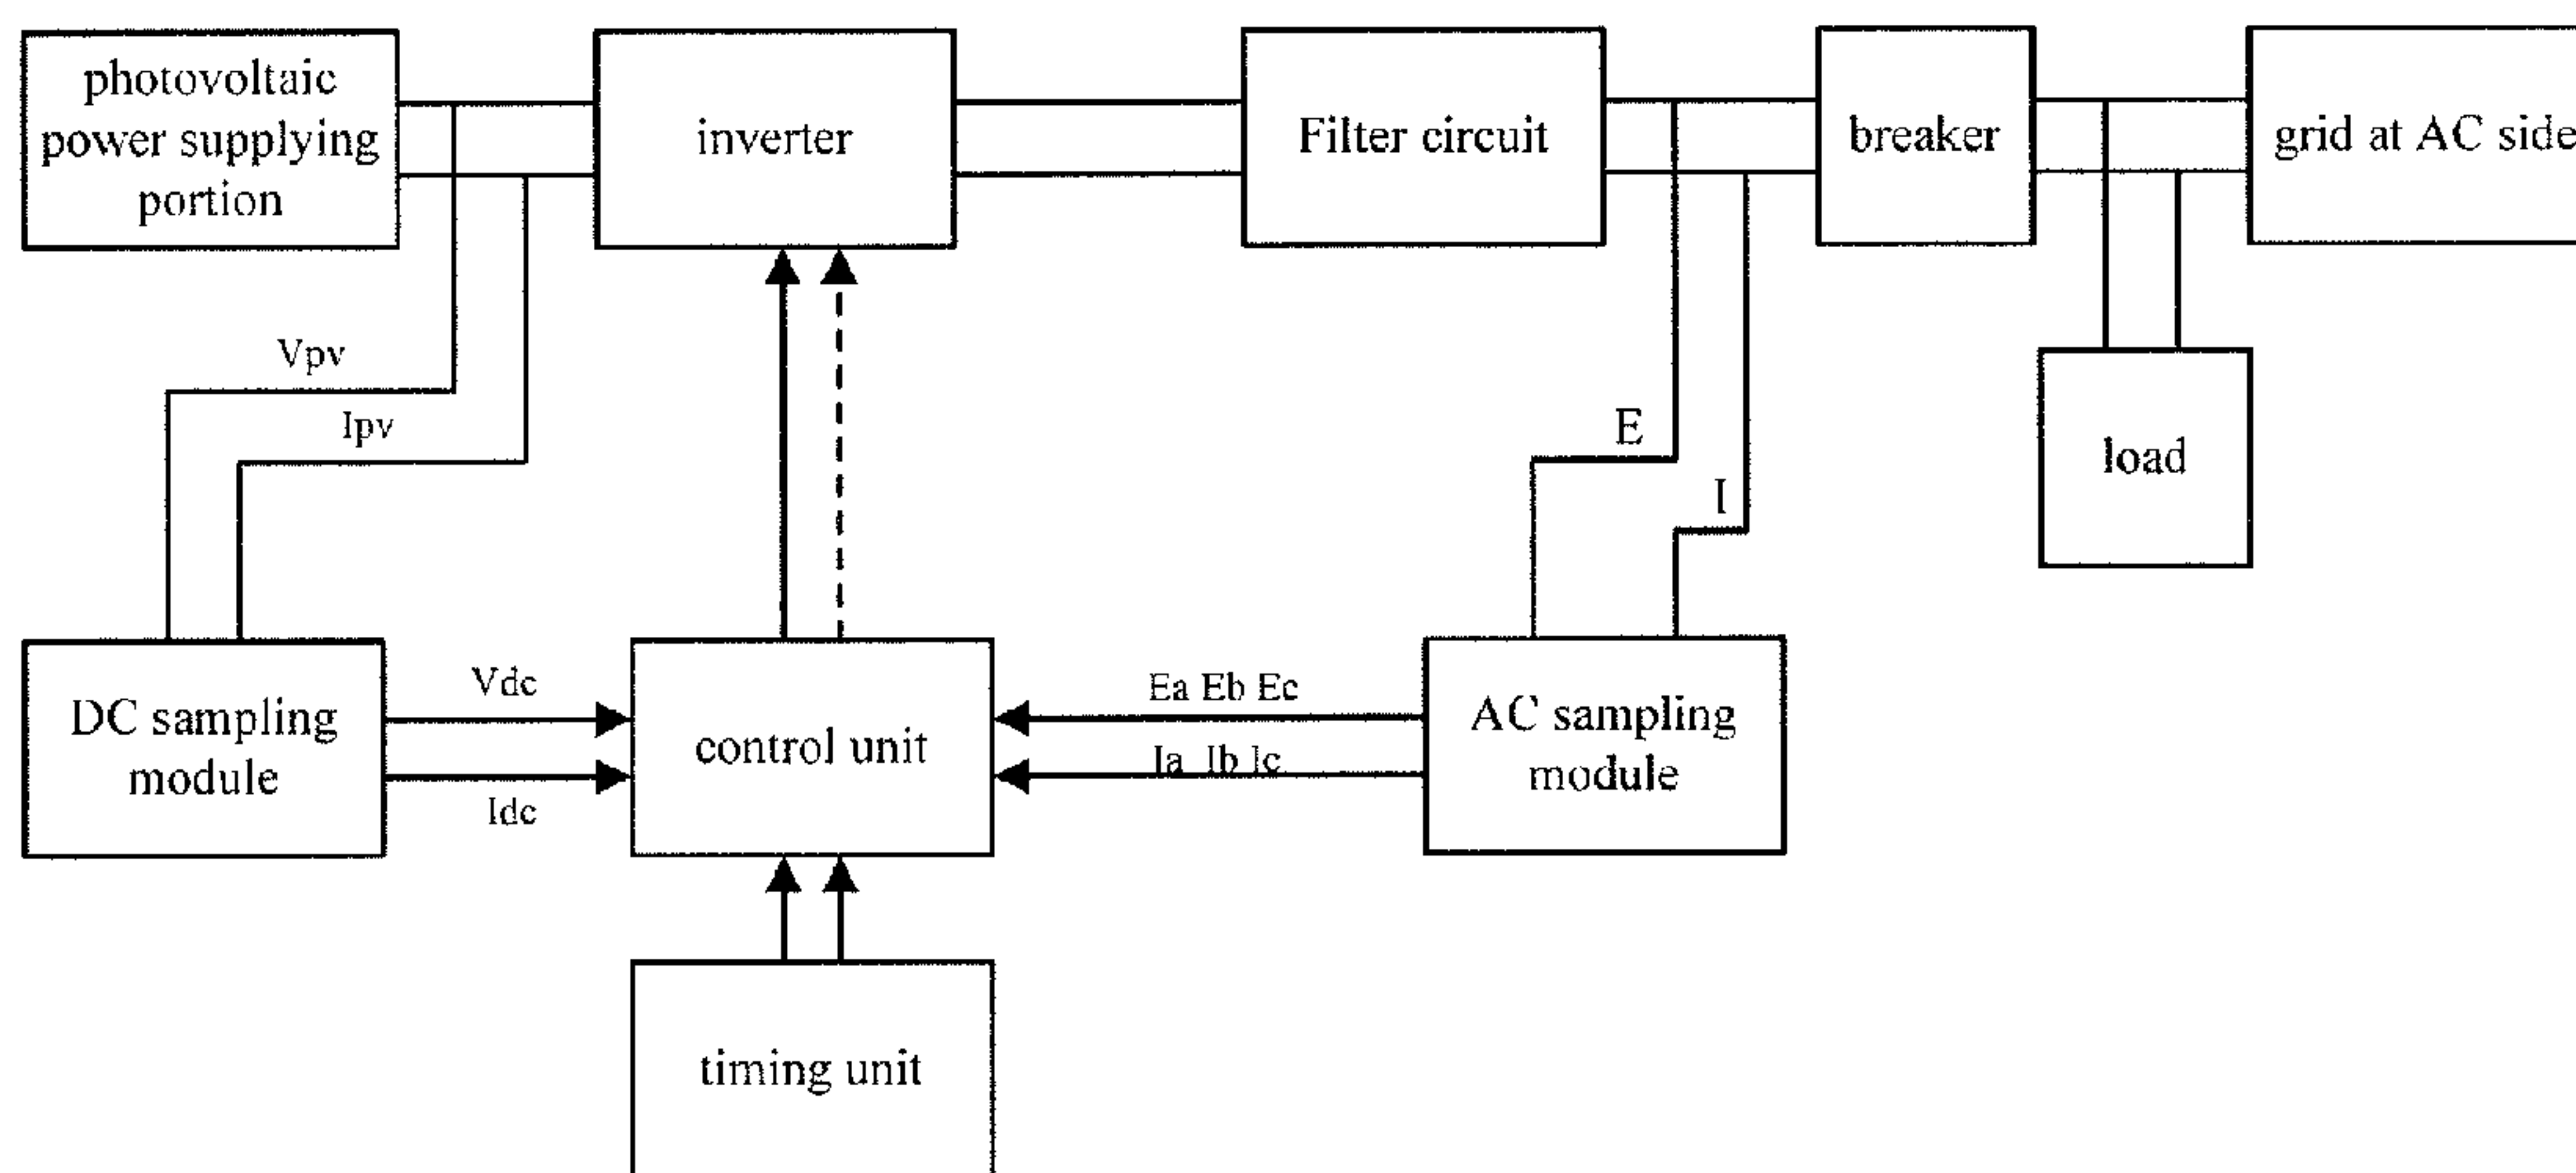 photovoltaic
power supplying
portion
inverter
Filter circuit
breaker
grid at AC side
Vpv
Ipv
E
I
load
DC sampling
module
Vdc
Idc
control unit
Ea Eb Ec
Ia Ib Ic
AC sampling
module
timing unit